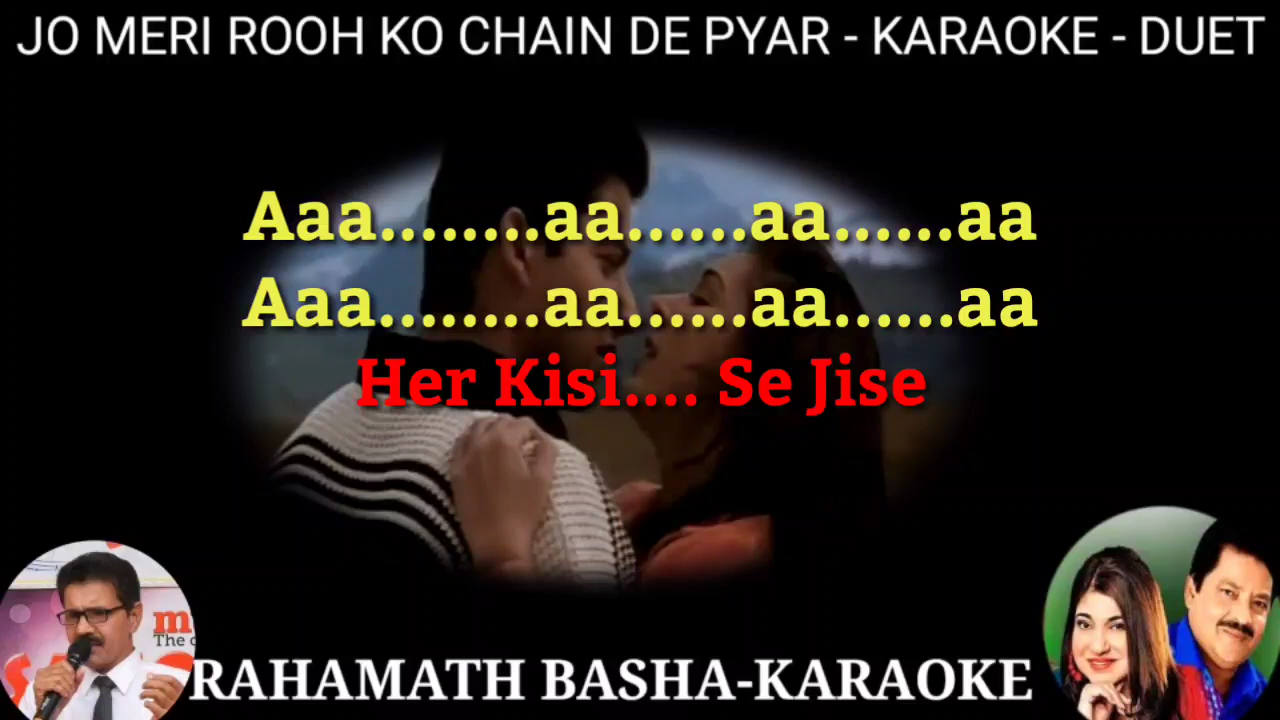 JO MERI ROOH KO CHAIN DE PYAR - KARAOKE - DUET
Aaa........aa......aa......aa
Aaa........aa......aa......aa
Her Kisi.... Se Jise
The
RAHAMATH BASHA-KARAOKE